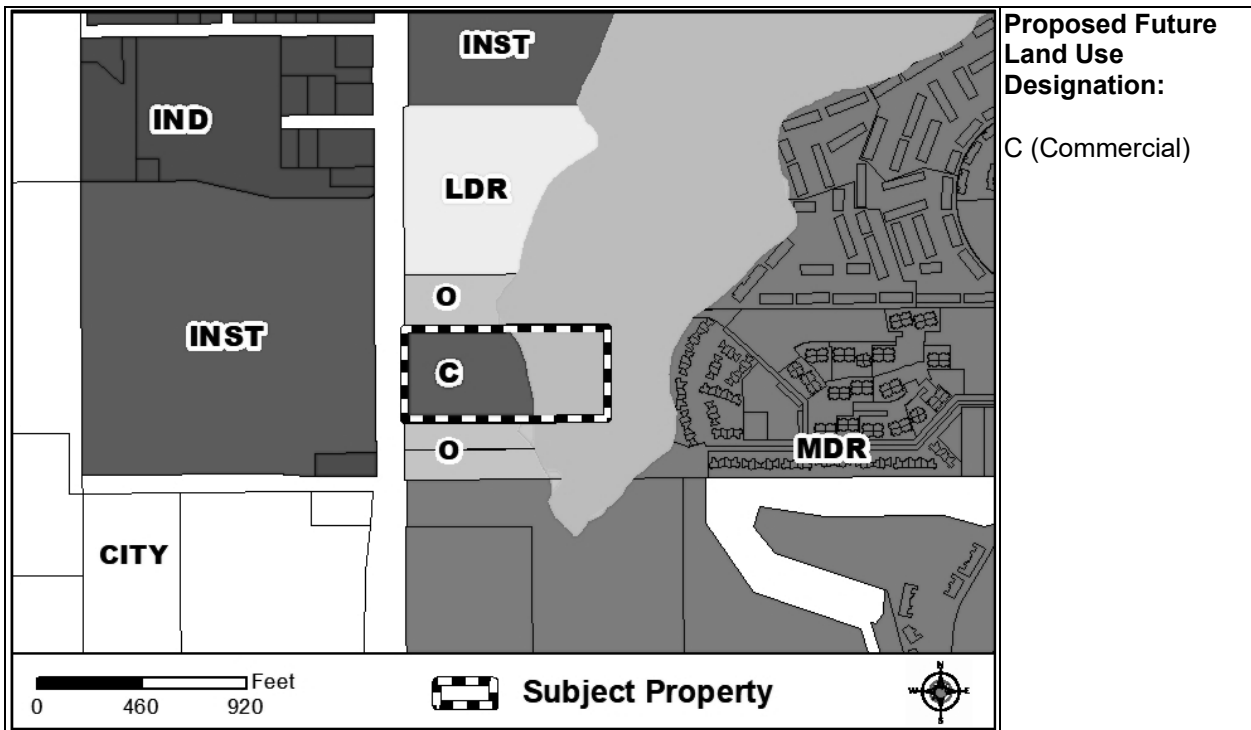 Proposed Future
Land Use
Designation:
C (Commercial)
INST
IND
LDR
O
INST
C
O
MDR
CITY
Feet
0 460 920
Subject Property
N
W E
S